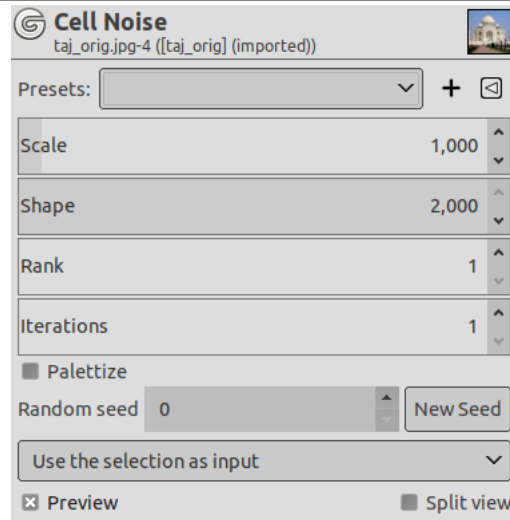 Cell Noise
taj_orig.jpg-4 ([taj_orig] (imported))
Presets:
Scale 1,000
Shape 2,000
Rank 1
Iterations 1
Palettize
Random seed 0 New Seed
Use the selection as input
Preview Split view